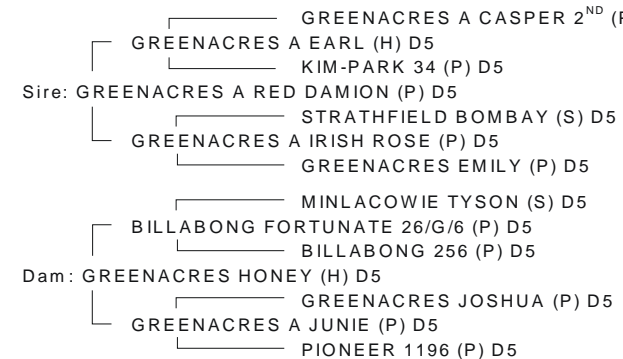 GREENACRES A CASPER 2ND (P
GREENACRES A EARL (H) D5
KIM-PARK 34 (P) D5
Sire: GREENACRES A RED DAMION (P) D5
STRATHFIELD BOMBAY (S) D5
GREENACRES A IRISH ROSE (P) D5
GREENACRES EMILY (P) D5
MINLACOWIE TYSON (S) D5
BILLABONG FORTUNATE 26/G/6 (P) D5
BILLABONG 256 (P) D5
Dam: GREENACRES HONEY (H) D5
GREENACRES JOSHUA (P) D5
GREENACRES A JUNIE (P) D5
PIONEER 1196 (P) D5